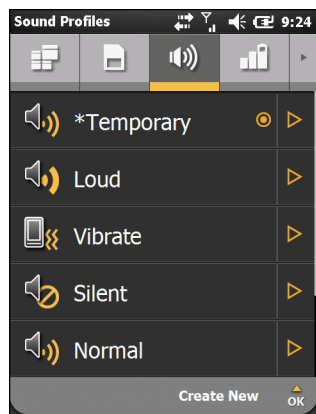 Sound Profiles 9:24
*Temporary
Loud
Vibrate
Silent
Normal
Create New OK